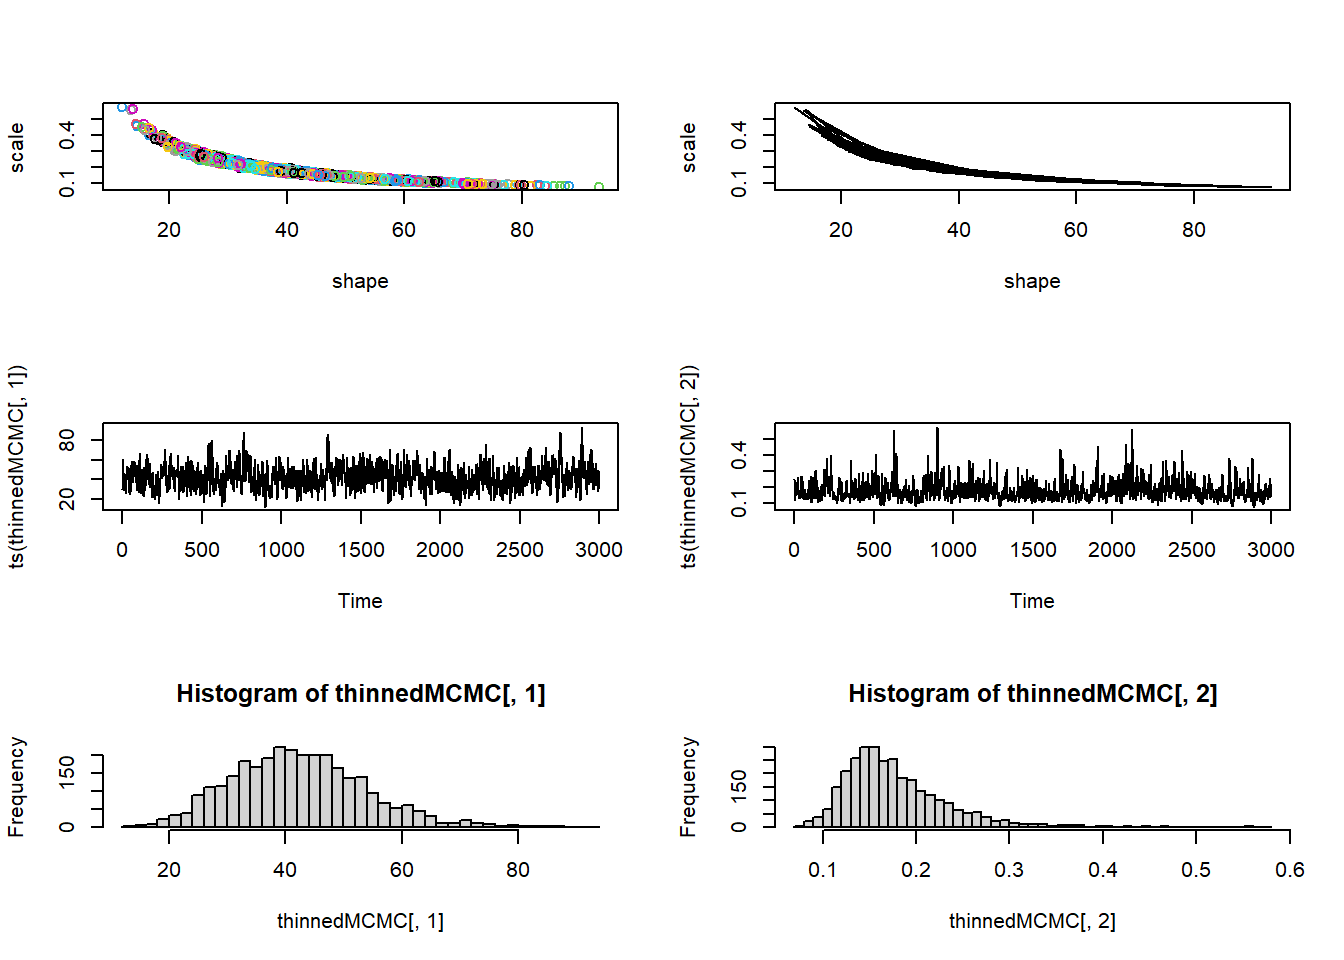 scale
0.1 0.4
20 40 60 80
shape
scale
0.1 0.4
20 40 60 80
shape
ts(thinnedMCMC[, 1])
20 80
0 500 1000 1500 2000 2500 3000
Time
ts(thinnedMCMC[, 2])
0.1 0.4
0 500 1000 1500 2000 2500 3000
Time
Histogram of thinnedMCMC[, 1]
Frequency
0 150
20 40 60 80
thinnedMCMC[, 1]
Histogram of thinnedMCMC[, 2]
Frequency
0 150
0.1 0.2 0.3 0.4 0.5 0.6
thinnedMCMC[, 2]